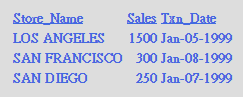 Store_Name Sales Txn_Date
LOS ANGELES 1500 Jan-05-1999
SAN FRANCISCO 300 Jan-08-1999
SAN DIEGO 250 Jan-07-1999